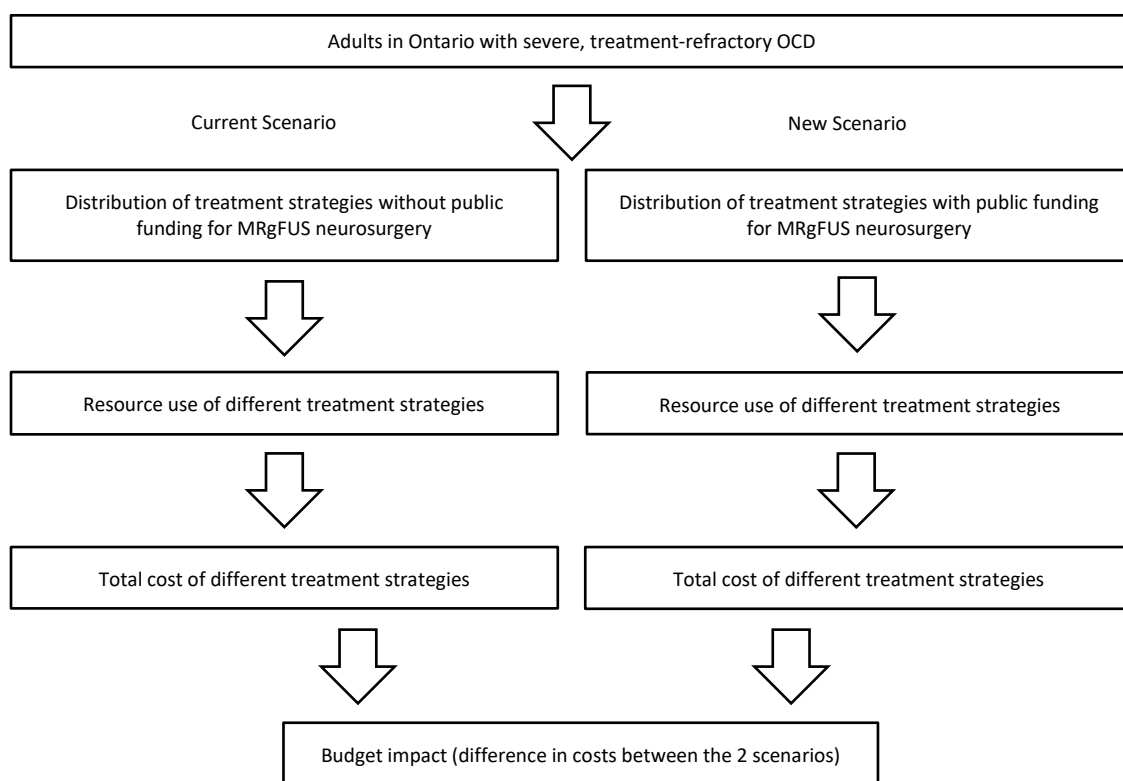 Adults in Ontario with severe, treatment-refractory OCD
Current Scenario
New Scenario
Distribution of treatment strategies without public
funding for MRgFUS neurosurgery
Distribution of treatment strategies with public funding
for MRgFUS neurosurgery
Resource use of different treatment strategies
Resource use of different treatment strategies
Total cost of different treatment strategies
Total cost of different treatment strategies
Budget impact (difference in costs between the 2 scenarios)